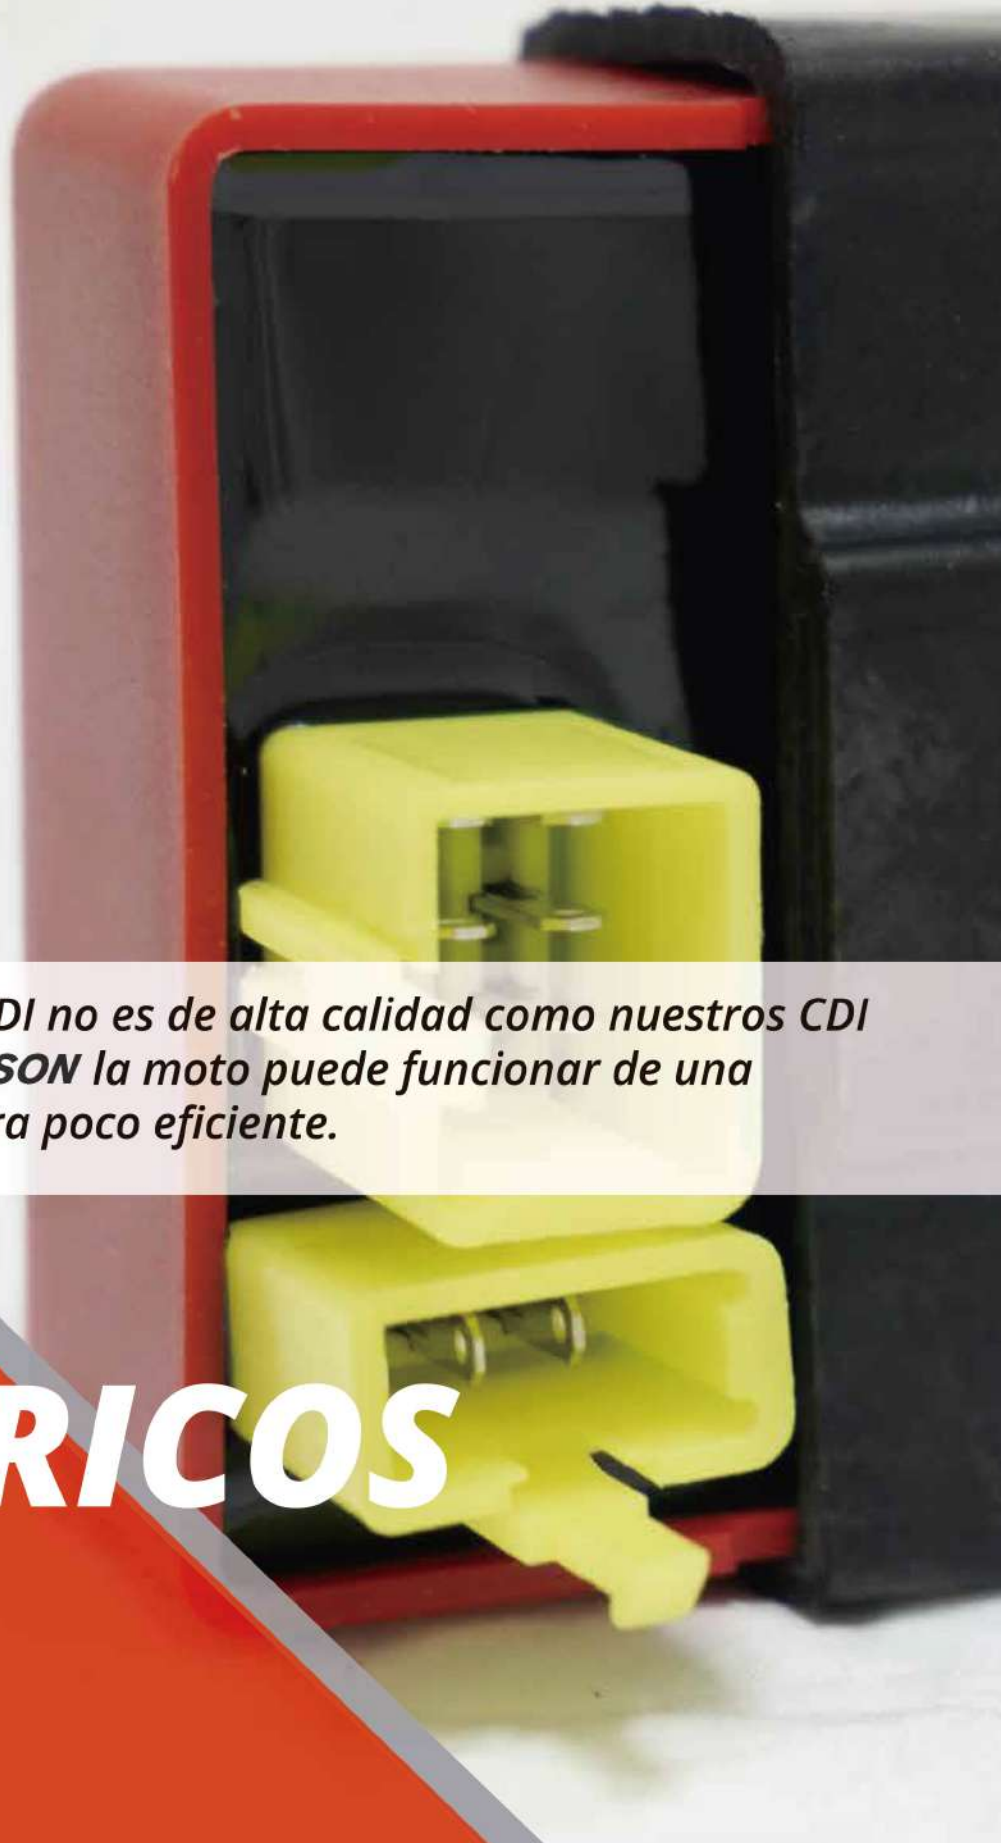 DI no es de alta calidad como nuestros CDI
SON la moto puede funcionar de una
ra poco eficiente.
RICOS